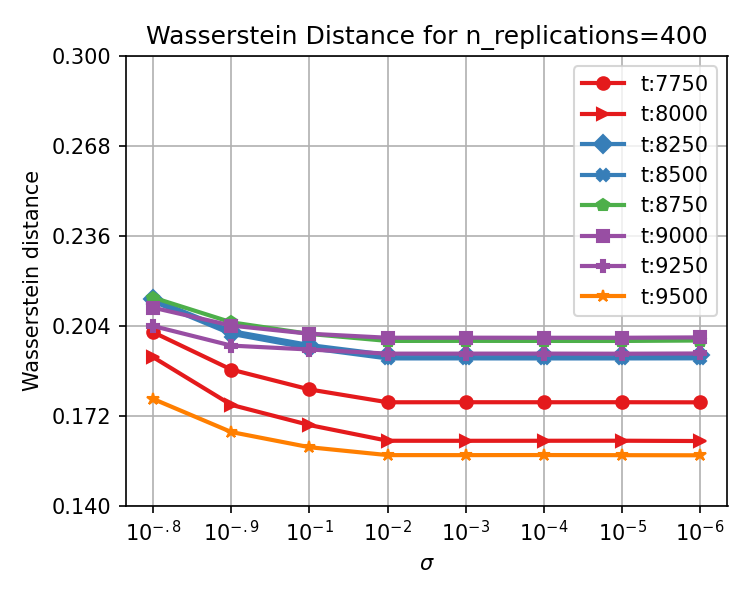 Wasserstein Distance for n_replications=400
0.300
0.268
0.236
0.204
0.172
0.140
Wasserstein distance
t:7750
t:8000
t:8250
t:8500
t:8750
t:9000
t:9250
t:9500
10^{-.8} 10^{-.9} 10^{-1} 10^{-2} 10^{-3} 10^{-4} 10^{-5} 10^{-6}
σ